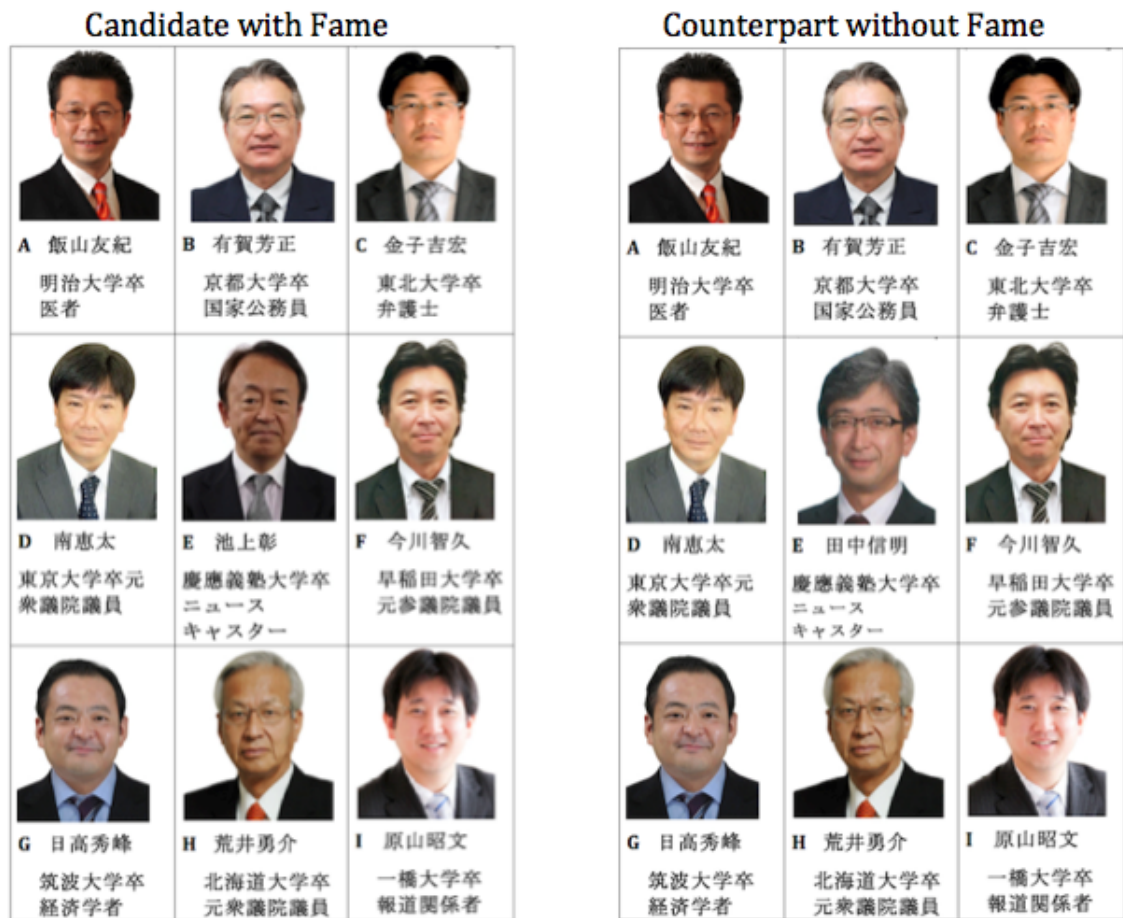 Candidate with Fame
Counterpart without Fame
A 飯山友紀
明治大学卒
医者
B 有賀芳正
京都大学卒
国家公務員
C 金子吉宏
東北大学卒
弁護士
D 南恵太
東京大学卒元
衆議院議員
E 池上彰
慶應義塾大学卒
ニュース
キャスター
F 今川智久
早稲田大学卒
元参議院議員
G 日高秀峰
筑波大学卒
経済学者
H 荒井勇介
北海道大学卒
元衆議院議員
I 原山昭文
一橋大学卒
報道関係者
A 飯山友紀
明治大学卒
医者
B 有賀芳正
京都大学卒
国家公務員
C 金子吉宏
東北大学卒
弁護士
D 南恵太
東京大学卒元
衆議院議員
E 田中信明
慶應義塾大学卒
ニュース
キャスター
F 今川智久
早稲田大学卒
元参議院議員
G 日高秀峰
筑波大学卒
経済学者
H 荒井勇介
北海道大学卒
元衆議院議員
I 原山昭文
一橋大学卒
報道関係者